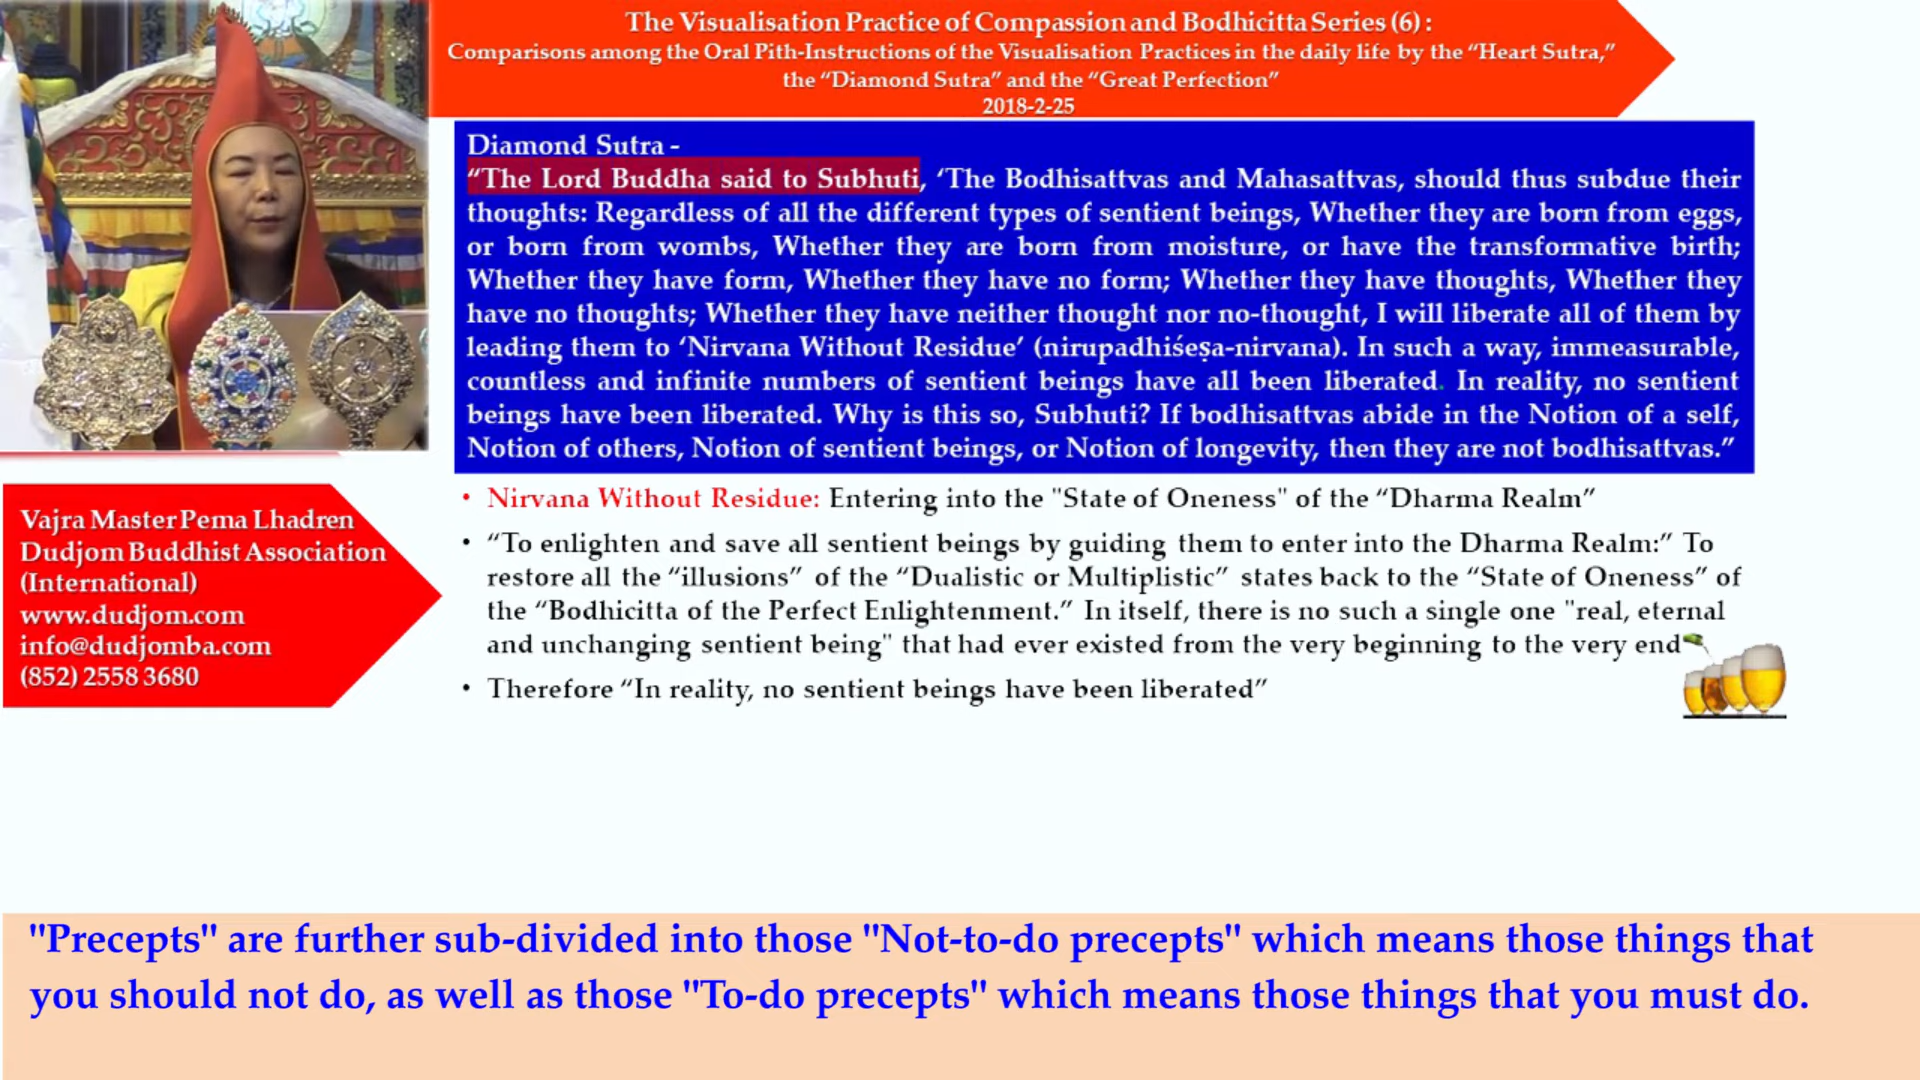 The Visualisation Practice of Compassion and Bodhicitta Series (6) :
Comparisons among the Oral Pith-Instructions of the Visualisation Practices in the daily life by the “Heart Sutra,”
the “Diamond Sutra” and the “Great Perfection”
2018-2-25
Diamond Sutra -
“The Lord Buddha said to Subhuti, ‘The Bodhisattvas and Mahasattvas, should thus subdue their
thoughts: Regardless of all the different types of sentient beings, Whether they are born from eggs,
or born from wombs, Whether they are born from moisture, or have the transformative birth;
Whether they have form, Whether they have no form; Whether they have thoughts, Whether they
have no thoughts; Whether they have neither thought nor no-thought, I will liberate all of them by
leading them to ‘Nirvana Without Residue’ (nirupadhiśeṣa-nirvana). In such a way, immeasurable,
countless and infinite numbers of sentient beings have all been liberated. In reality, no sentient
beings have been liberated. Why is this so, Subhuti? If bodhisattvas abide in the Notion of a self,
Notion of others, Notion of sentient beings, or Notion of longevity, then they are not bodhisattvas.”
• Nirvana Without Residue: Entering into the "State of Oneness" of the “Dharma Realm”
• “To enlighten and save all sentient beings by guiding them to enter into the Dharma Realm:” To
restore all the “illusions” of the “Dualistic or Multiplistic” states back to the “State of Oneness” of
the “Bodhicitta of the Perfect Enlightenment.” In itself, there is no such a single one "real, eternal
and unchanging sentient being" that had ever existed from the very beginning to the very end
• Therefore “In reality, no sentient beings have been liberated”
Vajra Master Pema Lhadren
Dudjom Buddhist Association
(International)
www.dudjom.com
info@dudjomba.com
(852) 2558 3680
"Precepts" are further sub-divided into those "Not-to-do precepts" which means those things that
you should not do, as well as those "To-do precepts" which means those things that you must do.